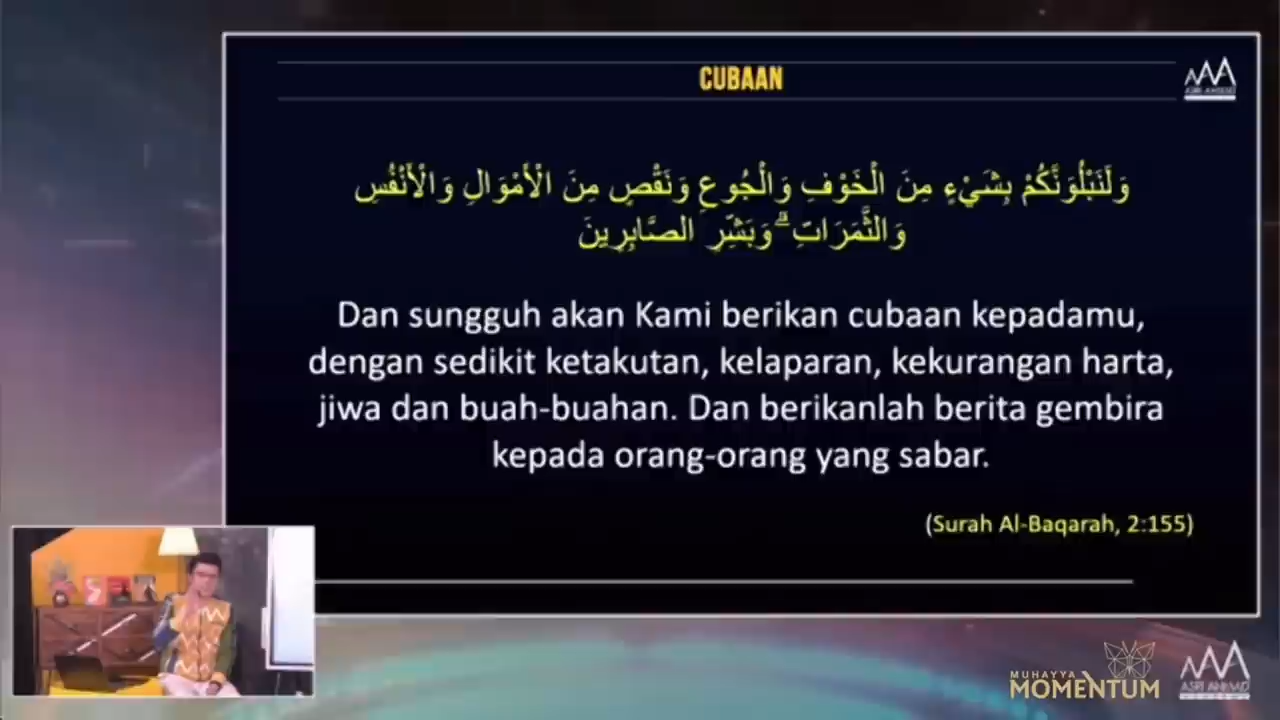 CUBAAN
وَلَنَبْلُوَنَّكُمْ بِشَيْءٍ مِنَ الْخَوْفِ وَالْجُوعِ وَنَقْصٍ مِنَ الْأَمْوَالِ وَالْأَنْفُسِ
وَالثَّمَرَاتِ ۗ وَبَشِّرِ الصَّابِرِينَ
Dan sungguh akan Kami berikan cubaan kepadamu,
dengan sedikit ketakutan, kelaparan, kekurangan harta,
jiwa dan buah-buahan. Dan berikanlah berita gembira
kepada orang-orang yang sabar.
(Surah Al-Baqarah, 2:155)
MUHAYYA
MOMENTUM
ASRI AHMAD